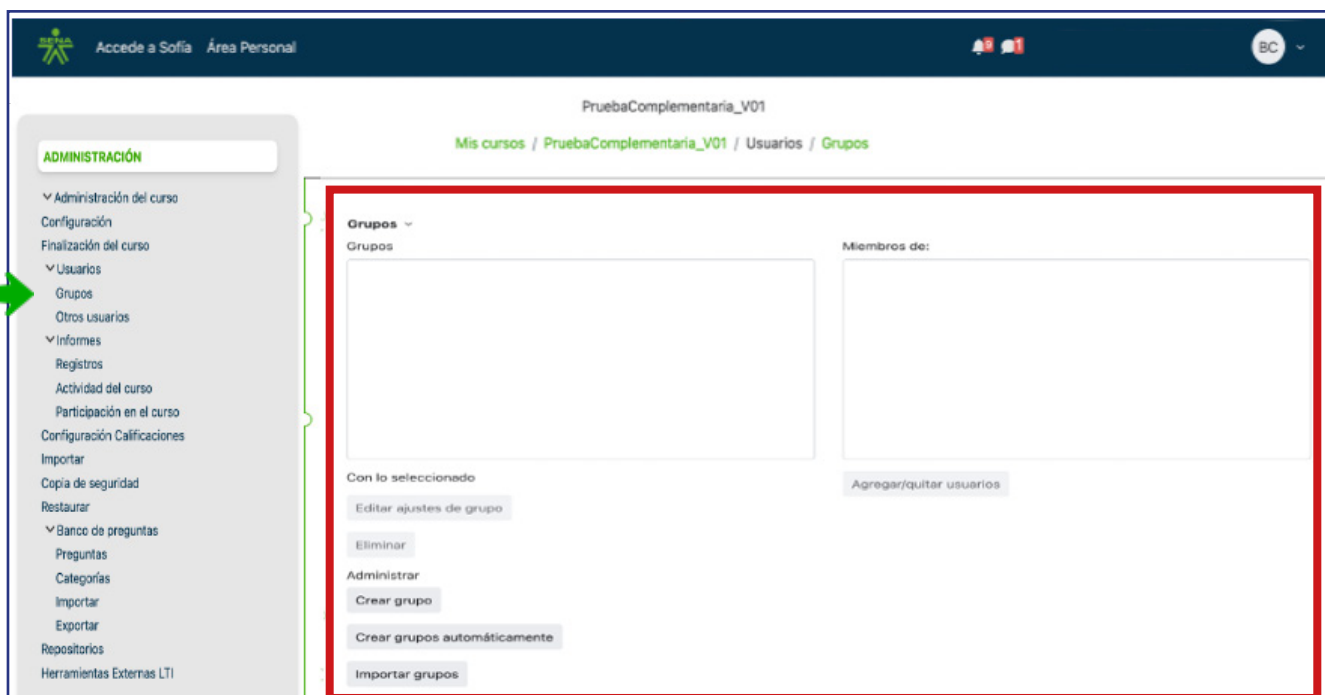 SENA
Accede a Sofía Área Personal
9 1
BC
PruebaComplementaria_V01
Mis cursos / PruebaComplementaria_V01 / Usuarios / Grupos
ADMINISTRACIÓN
Administración del curso
Configuración
Finalización del curso
Usuarios
Grupos
Otros usuarios
Informes
Registros
Actividad del curso
Participación en el curso
Configuración Calificaciones
Importar
Copia de seguridad
Restaurar
Banco de preguntas
Preguntas
Categorías
Importar
Exportar
Repositorios
Herramientas Externas LTI
Grupos
Grupos
Miembros de:
Con lo seleccionado
Editar ajustes de grupo
Eliminar
Administrar
Crear grupo
Crear grupos automáticamente
Importar grupos
Agregar/quitar usuarios